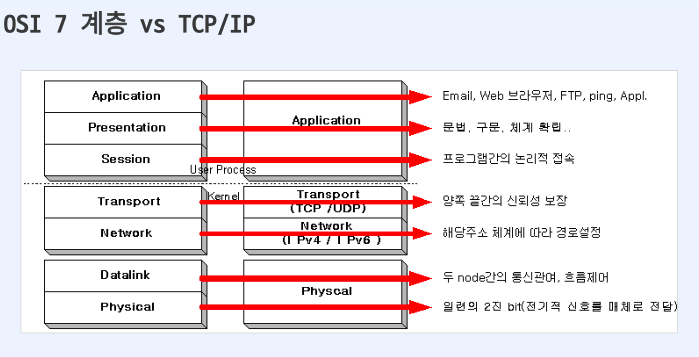 OSI 7 계층 vs TCP/IP
Application
Presentation
Session
User Process
Application
Email, Web 브라우저, FTP, ping, Appl.
문법, 구문, 체계 확립..
프로그램간의 논리적 접속
Transport
Kernel
Transport
(TCP /UDP)
양쪽 끝간의 신뢰성 보장
Network
Network
(I Pv4 / I Pv6 )
해당주소 체계에 따라 경로설정
Datalink
Physical
Physcal
두 node간의 통신관여, 흐름제어
일련의 2진 bit(전기적 신호를 매체로 전달)